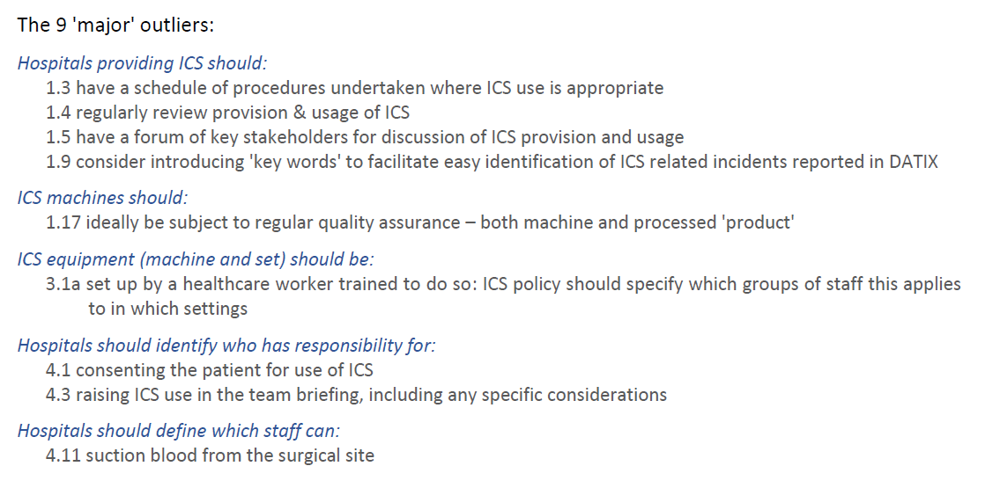 The 9 'major' outliers:
Hospitals providing ICS should:
1.3 have a schedule of procedures undertaken where ICS use is appropriate
1.4 regularly review provision & usage of ICS
1.5 have a forum of key stakeholders for discussion of ICS provision and usage
1.9 consider introducing 'key words' to facilitate easy identification of ICS related incidents reported in DATIX
ICS machines should:
1.17 ideally be subject to regular quality assurance – both machine and processed 'product'
ICS equipment (machine and set) should be:
3.1a set up by a healthcare worker trained to do so: ICS policy should specify which groups of staff this applies
to in which settings
Hospitals should identify who has responsibility for:
4.1 consenting the patient for use of ICS
4.3 raising ICS use in the team briefing, including any specific considerations
Hospitals should define which staff can:
4.11 suction blood from the surgical site